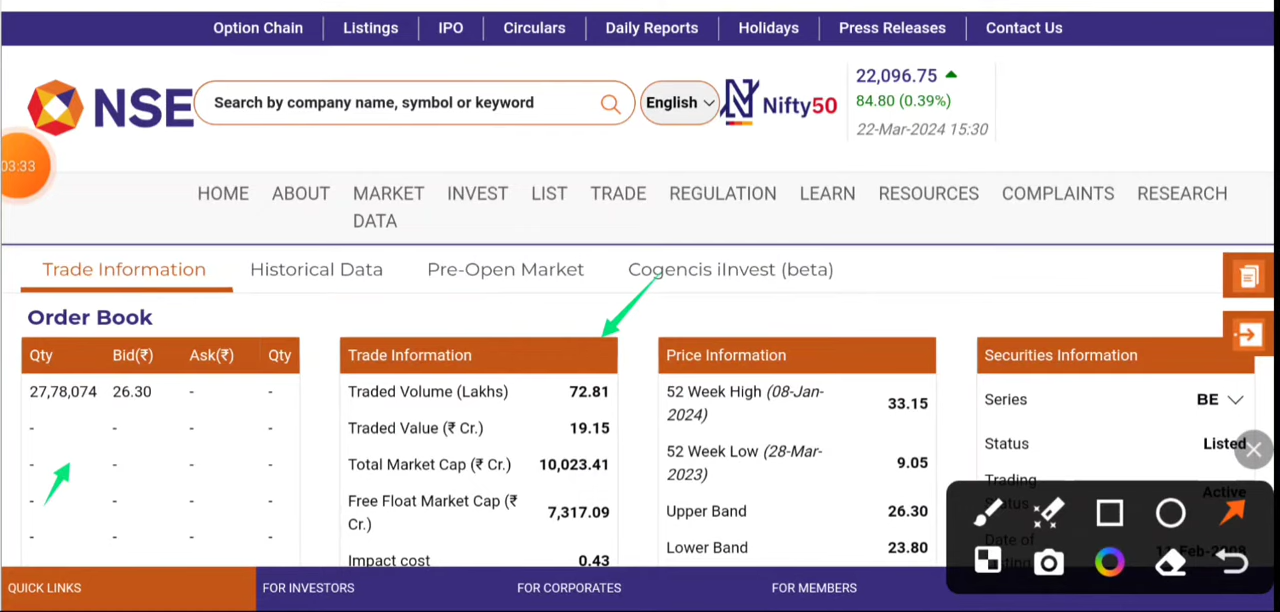 Option Chain
Listings
IPO
Circulars
Daily Reports
Holidays
Press Releases
Contact Us
NSE
Search by company name, symbol or keyword
English
Nifty50
22,096.75
84.80 (0.39%)
22-Mar-2024 15:30
03:33
HOME
ABOUT
MARKET
DATA
INVEST
LIST
TRADE
REGULATION
LEARN
RESOURCES
COMPLAINTS
RESEARCH
Trade Information
Historical Data
Pre-Open Market
Cogencis iInvest (beta)
Order Book
Qty Bid(₹) Ask(₹) Qty
27,78,074 26.30 - -
- - - -
- - - -
- - - -
- - - -
Trade Information
Traded Volume (Lakhs) 72.81
Traded Value (₹ Cr.) 19.15
Total Market Cap (₹ Cr.) 10,023.41
Free Float Market Cap (₹
Cr.) 7,317.09
Impact cost 0.43
Price Information
52 Week High (08-Jan-
2024) 33.15
52 Week Low (28-Mar-
2023) 9.05
Upper Band 26.30
Lower Band 23.80
Securities Information
Series BE
Status Listed
Trading
Status Active
Date of
QUICK LINKS
FOR INVESTORS
FOR CORPORATES
FOR MEMBERS